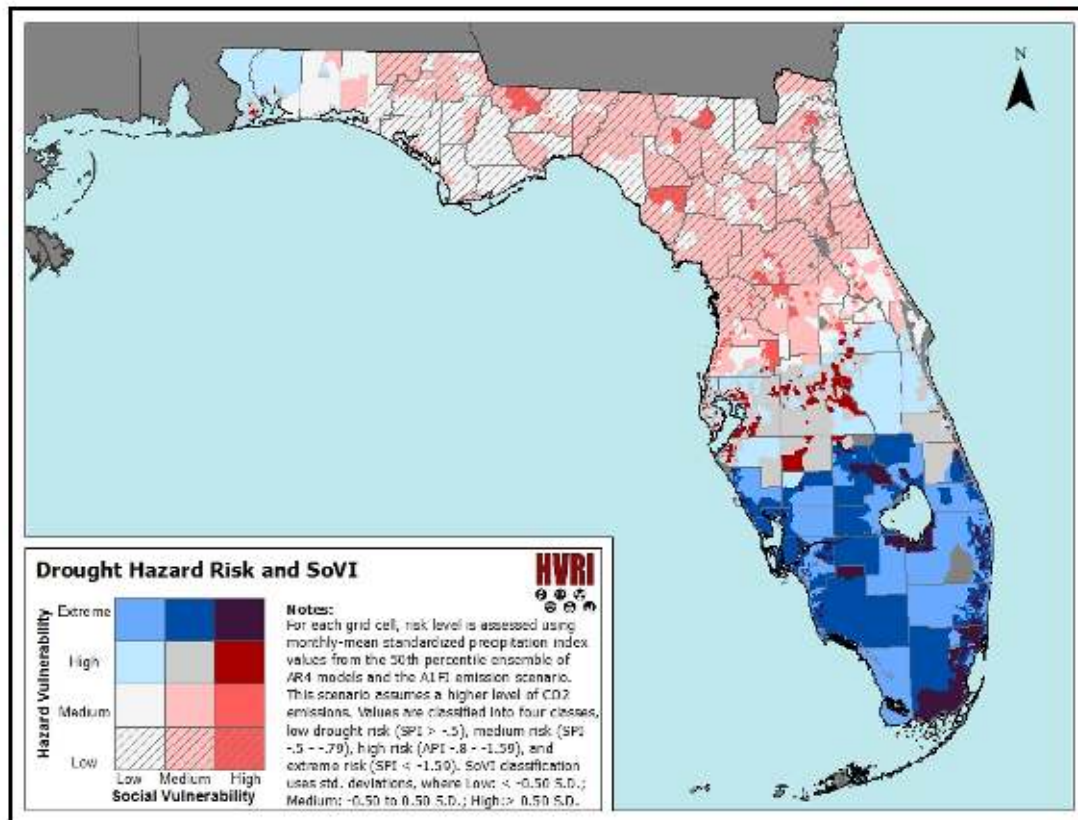 N
Drought Hazard Risk and SoVI
HVRI
Hazard Vulnerability
Extreme
High
Medium
Low
Low Medium High
Social Vulnerability
Notes:
For each grid cell, risk level is assessed using
monthly-mean standardized precipitation index
values from the 50th percentile ensemble of
AR4 models and the A1FI emission scenario.
This scenario assumes a higher level of CO2
emissions. Values are classified into four classes,
low drought risk (SPI > -.5), medium risk (SPI
-.5 - -.79), high risk (API -.8 - -1.59), and
extreme risk (SPI < -1.59). SoVI classification
uses std. deviations, where Low: < -0.50 S.D.;
Medium: -0.50 to 0.50 S.D.; High:> 0.50 S.D.